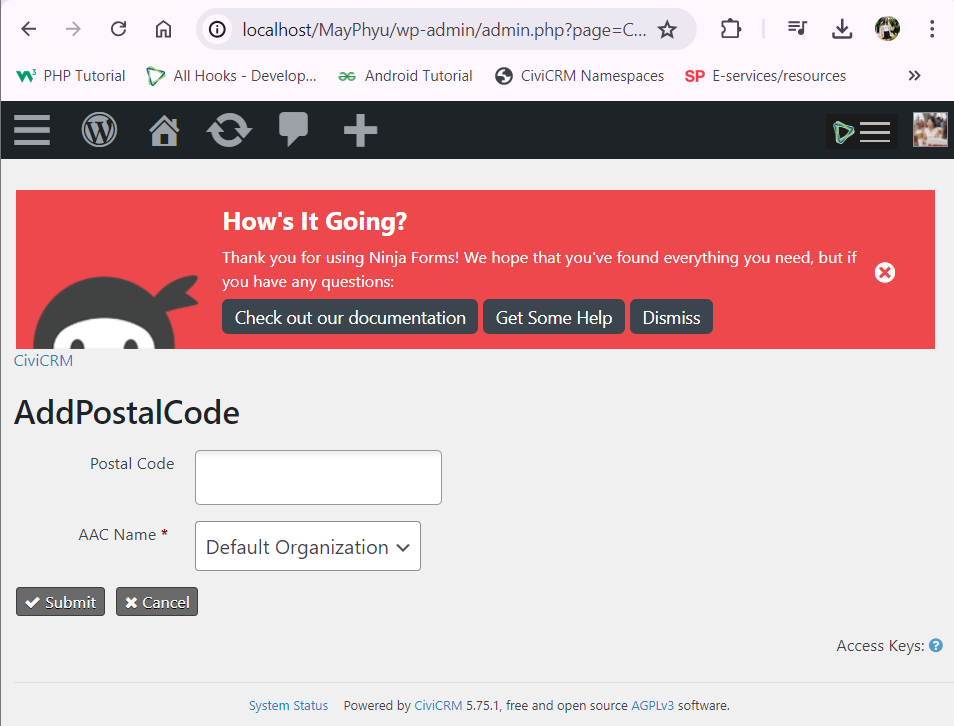 localhost/MayPhyu/wp-admin/admin.php?page=C...
W3 PHP Tutorial All Hooks - Develop... Android Tutorial CiviCRM Namespaces SP E-services/resources
How's It Going?
Thank you for using Ninja Forms! We hope that you've found everything you need, but if
you have any questions:
Check out our documentation Get Some Help Dismiss
CiviCRM
AddPostalCode
Postal Code
AAC Name *
Default Organization
Submit Cancel
Access Keys: ?
System Status Powered by CiviCRM 5.75.1, free and open source AGPLv3 software.